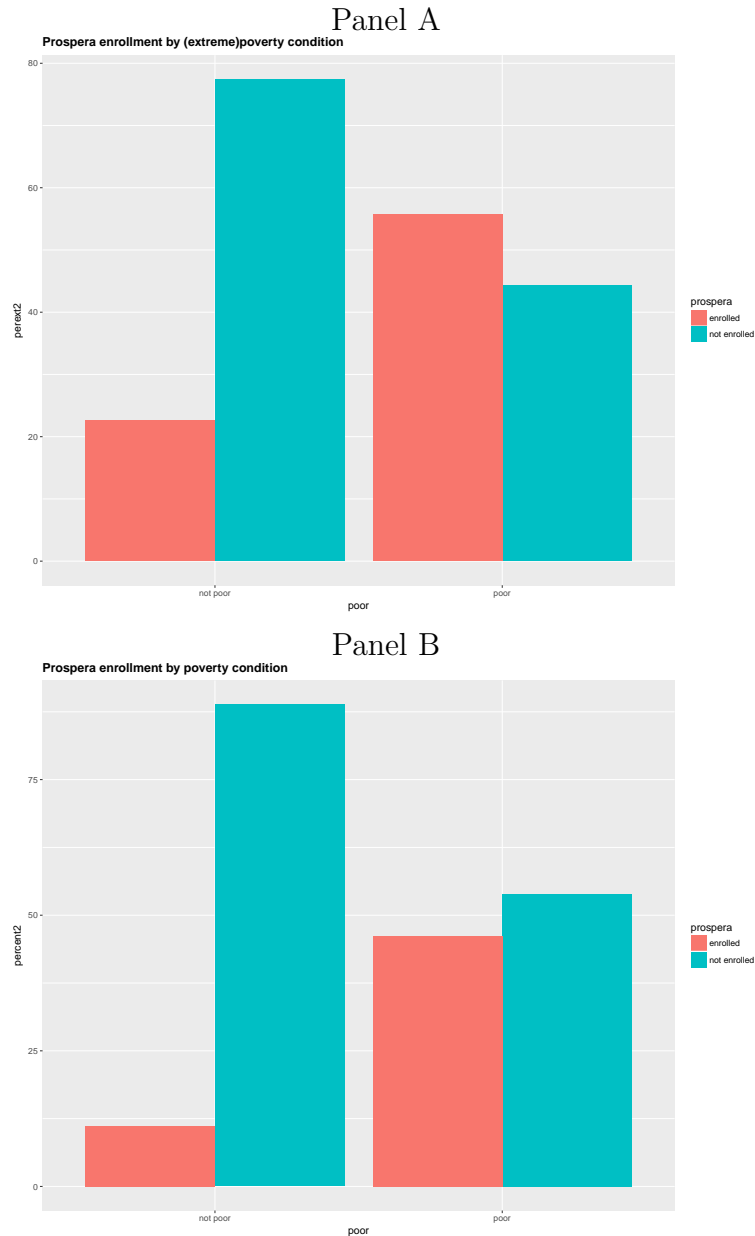 Panel A
Prospera enrollment by (extreme)poverty condition
80
60
40
20
0
perext2
not poor
poor
poor
prospera
enrolled
not enrolled
Panel B
Prospera enrollment by poverty condition
75
50
25
0
percent2
not poor
poor
poor
prospera
enrolled
not enrolled